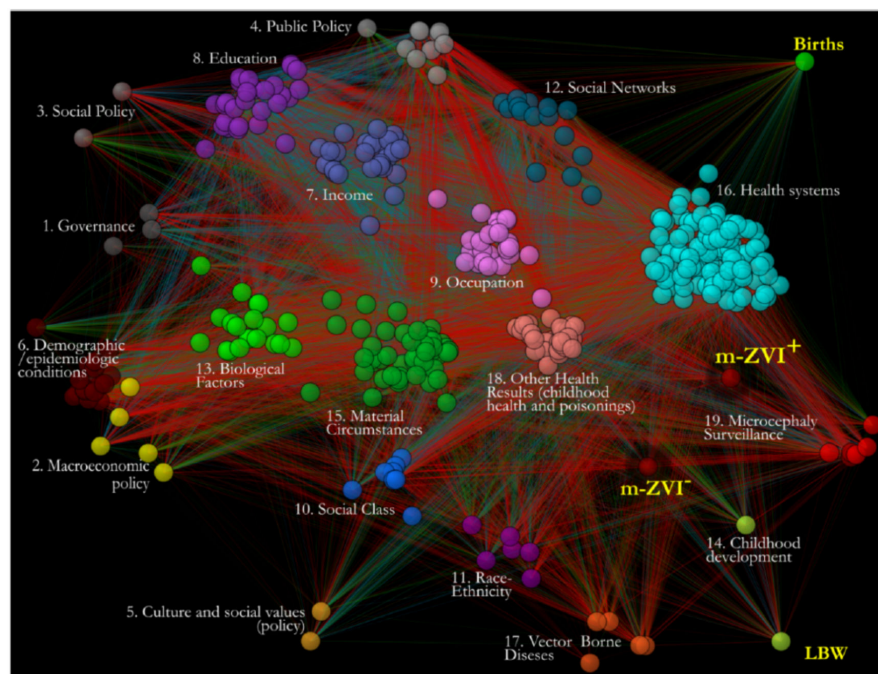 4. Public Policy
Births
8. Education
12. Social Networks
3. Social Policy
16. Health systems
7. Income
1. Governance
9. Occupation
6. Demographic
/epidemiologic
conditions
m-ZVI+
13. Biological
Factors
18. Other Health
Results (childhood
health and poisonings)
15. Material
Circumstances
19. Microcephaly
Surveillance
2. Macroeconomic
policy
m-ZVI-
10. Social Class
14. Childhood
development
11. Race-
Ethnicity
5. Culture and social values
(policy)
17. Vector Borne
Diseses
LBW